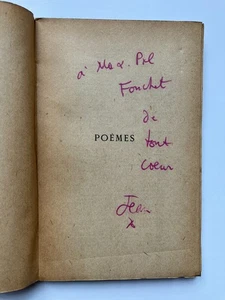 à Max. Pol
Fouchet
de
tout
POÈMES
coeur
Jean